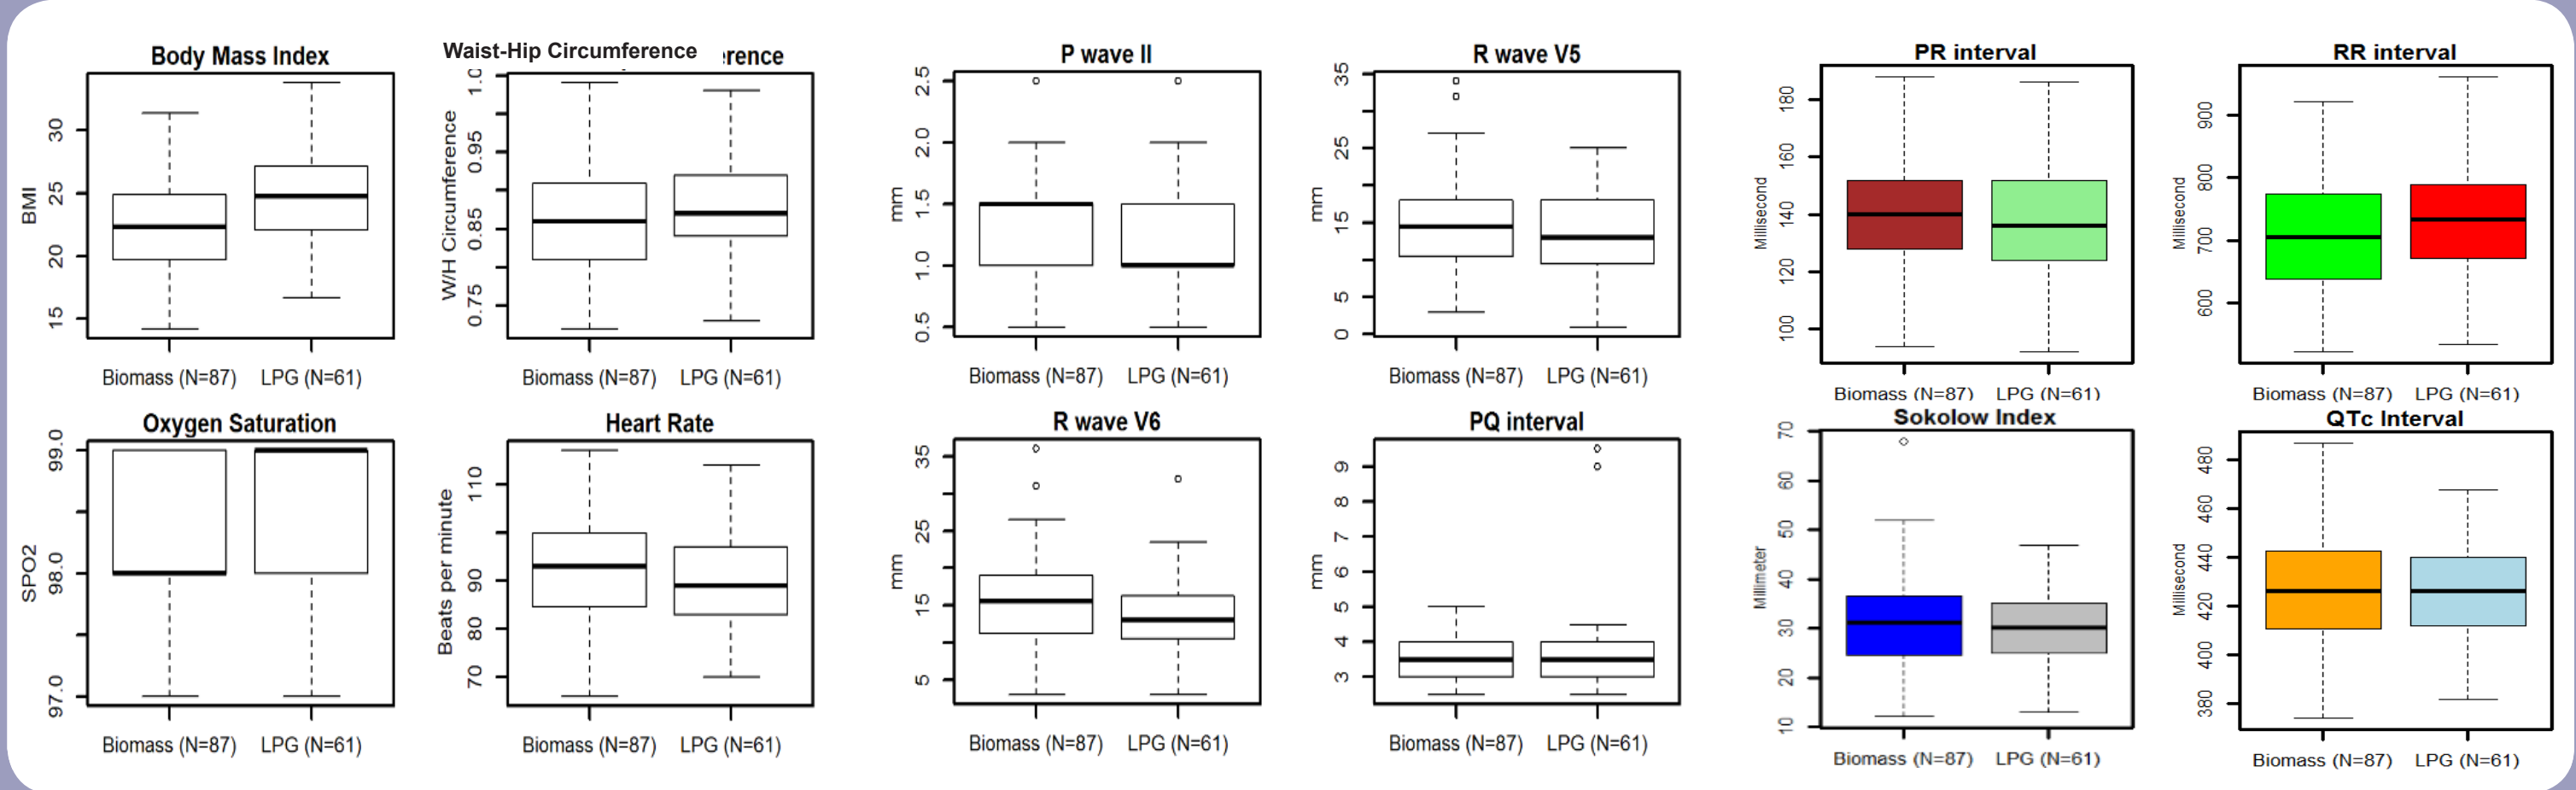 Body Mass Index
BMI
30
25
20
15
Biomass (N=87) LPG (N=61)
Waist-Hip Circumference
erence
W/H Circumference
1.0
0.95
0.85
0.75
Biomass (N=87) LPG (N=61)
P wave II
mm
2.5
2.0
1.5
1.0
0.5
Biomass (N=87) LPG (N=61)
R wave V5
mm
35
25
15
5
0
Biomass (N=87) LPG (N=61)
PR interval
Millisecond
180
160
140
120
100
Biomass (N=87) LPG (N=61)
RR interval
Millisecond
900
800
700
600
Biomass (N=87) LPG (N=61)
Oxygen Saturation
SPO2
99.0
98.0
97.0
Biomass (N=87) LPG (N=61)
Heart Rate
Beats per minute
110
90
80
70
Biomass (N=87) LPG (N=61)
R wave V6
mm
35
25
15
5
Biomass (N=87) LPG (N=61)
PQ interval
mm
9
8
7
6
5
4
3
Biomass (N=87) LPG (N=61)
Sokolow Index
Millimeter
70
60
50
40
30
20
10
Biomass (N=87) LPG (N=61)
QTc Interval
Millisecond
480
460
440
420
400
380
Biomass (N=87) LPG (N=61)